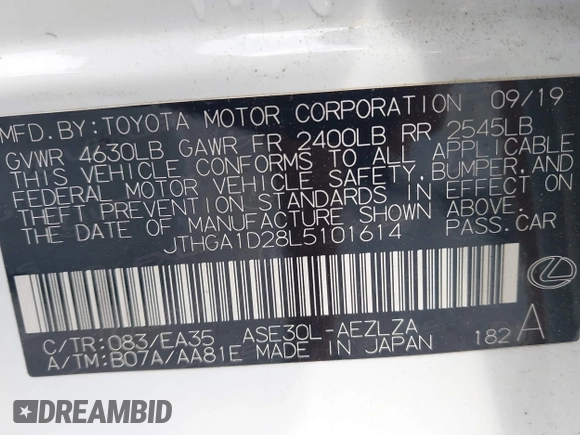 MFD. BY: TOYOTA MOTOR CORPORATION 09/19
GVWR 4630LB GAWR FR 2400LB RR 2545LB
THIS VEHICLE CONFORMS TO ALL APPLICABLE
FEDERAL MOTOR VEHICLE SAFETY, BUMPER, AND
THEFT PREVENTION STANDARDS IN EFFECT ON
THE DATE OF MANUFACTURE SHOWN ABOVE.
JTHGA1D28L5101614 PASS. CAR
C/TR: 083/EA35 ASE30L-AEZLZA
A/TM: B07A/AA81E MADE IN JAPAN 182 A
DREAMBID